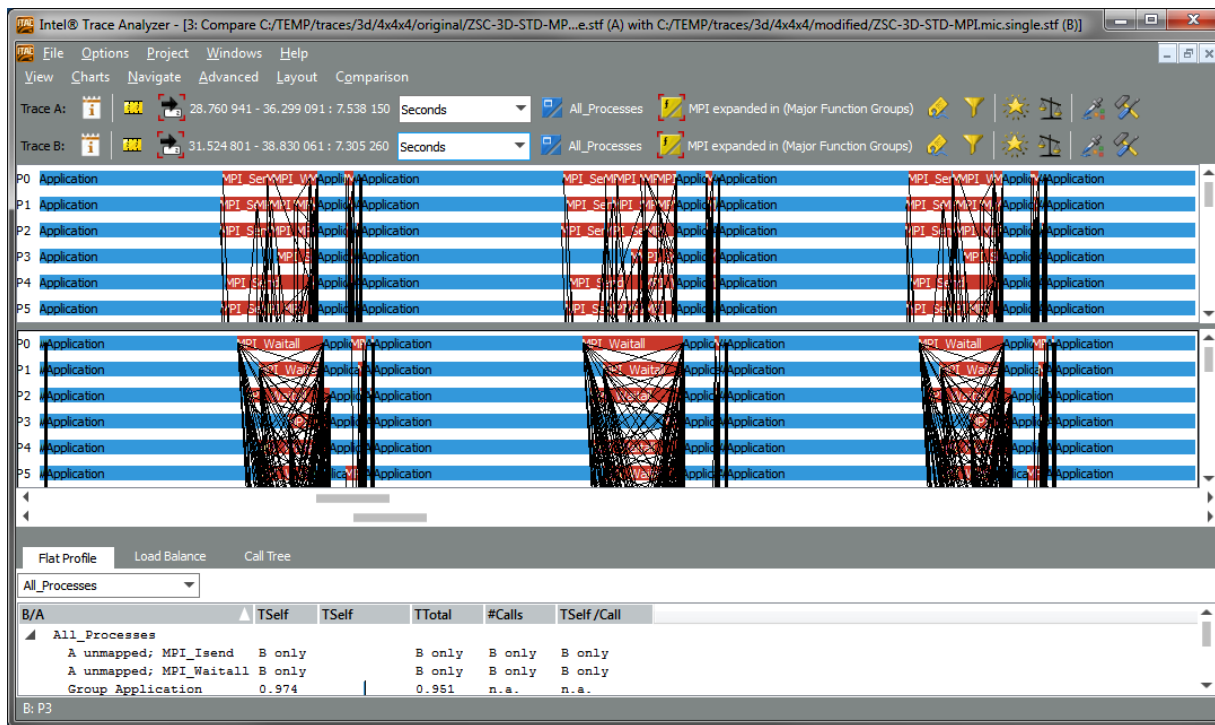 Intel® Trace Analyzer - [3: Compare C:/TEMP/traces/3d/4x4x4/original/ZSC-3D-STD-MP...e.stf (A) with C:/TEMP/traces/3d/4x4x4/modified/ZSC-3D-STD-MPI.mic.single.stf (B)]
File Options Project Windows Help
View Charts Navigate Advanced Layout Comparison
Trace A: 28.760 941 - 36.299 091 : 7.538 150 Seconds All_Processes MPI expanded in (Major Function Groups)
Trace B: 31.524 801 - 38.830 061 : 7.305 260 Seconds All_Processes MPI expanded in (Major Function Groups)
P0 Application Application Application
P1 Application Application Application
P2 Application Application Application
P3 Application Application Application
P4 Application MPI_Send Application Application
P5 Application Application Application
P0 Application MPI_Waitall Application MPI_Waitall Application MPI_Waitall Application
P1 Application Application Application Application
P2 Application Application Application Application
P3 Application Application Application Application
P4 Application Application Application Application
P5 Application Application Application Application
Flat Profile Load Balance Call Tree
All_Processes
B/A TSelf TSelf TTotal #Calls TSelf /Call
All_Processes
A unmapped; MPI_Isend B only B only B only B only
A unmapped; MPI_Waitall B only B only B only B only
Group Application 0.974 0.951 n.a. n.a.
B: P3